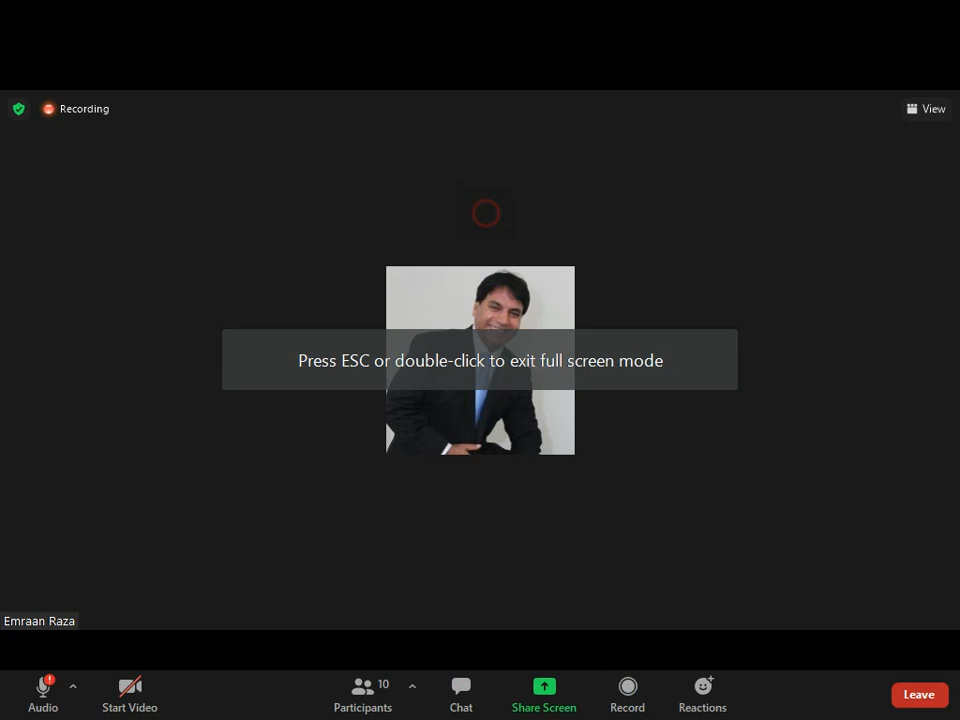 Recording
View
Press ESC or double-click to exit full screen mode
Emraan Raza
10
Audio
Start Video
Participants
Chat
Share Screen
Record
Reactions
Leave